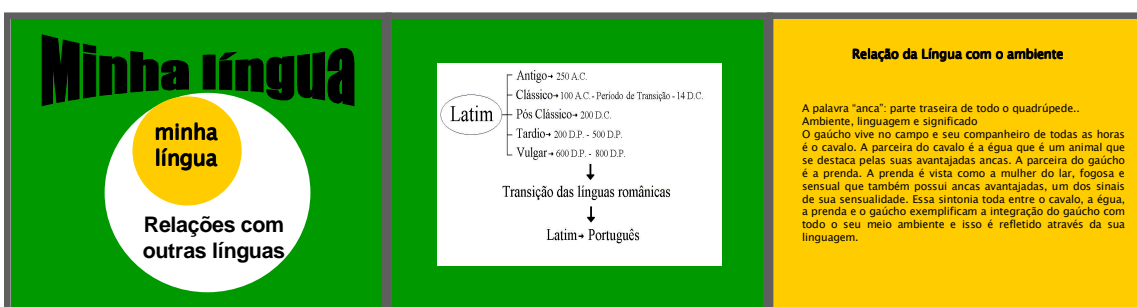 Minha língua
minha
língua
Relações com
outras línguas
Latim
Antigo→ 250 A.C.
Clássico→ 100 A.C. - Período de Transição - 14 D.C.
Pós Clássico→ 200 D.C.
Tardio→ 200 D.P. - 500 D.P.
Vulgar→ 600 D.P. - 800 D.P.
Transição das línguas românicas
Latim→ Português
Relação da Língua com o ambiente
A palavra "anca": parte traseira de todo o quadrúpede..
Ambiente, linguagem e significado
O gaúcho vive no campo e seu companheiro de todas as horas
é o cavalo. A parceira do cavalo é a égua que é um animal que
se destaca pelas suas avantajadas ancas. A parceira do gaúcho
é a prenda. A prenda é vista como a mulher do lar, fogosa e
sensual que também possui ancas avantajadas, um dos sinais
de sua sensualidade. Essa sintonia toda entre o cavalo, a égua,
a prenda e o gaúcho exemplificam a integração do gaúcho com
todo o seu meio ambiente e isso é refletido através da sua
linguagem.